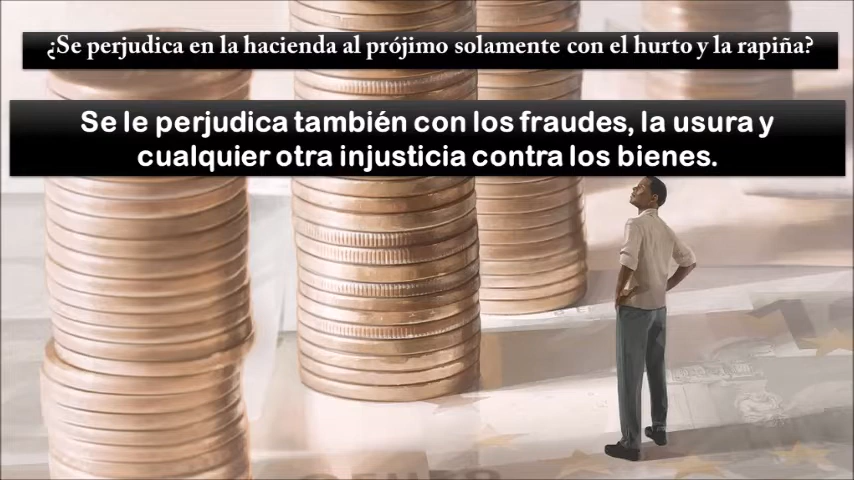 ¿Se perjudica en la hacienda al prójimo solamente con el hurto y la rapiña?
Se le perjudica también con los fraudes, la usura y
cualquier otra injusticia contra los bienes.